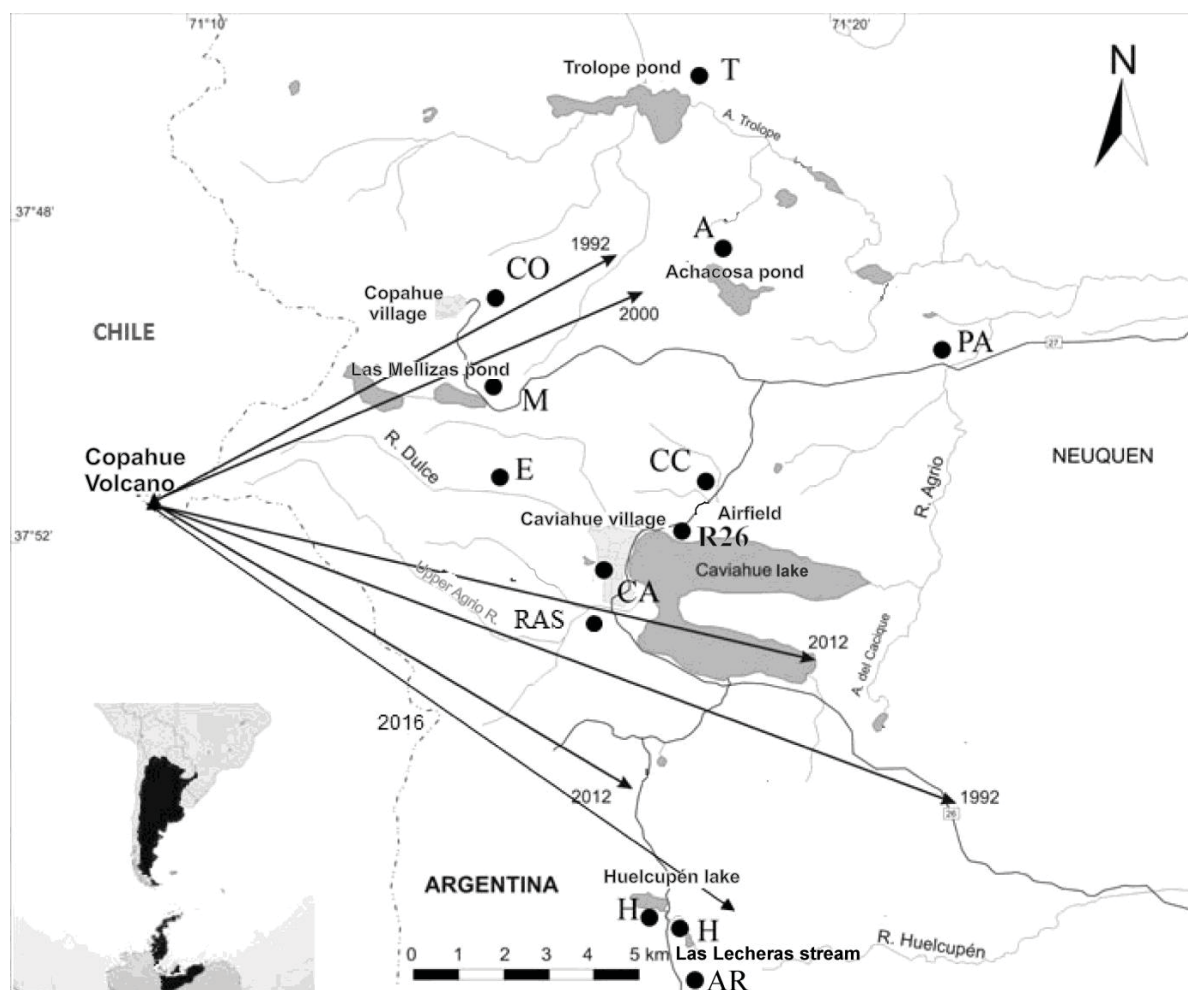 71°10'
71°20'
Trolope pond
T
N
A. Trolope
37°48'
A
1992
CO
Achacosa pond
Copahue
village
2000
CHILE
PA
27
Las Mellizas pond
M
R. Dulce
Copahue
Volcano
E
CC
NEUQUEN
R. Agrio
Caviahue village
Airfield
37°52'
R26
Caviahue lake
Upper Agrio R.
CA
RAS
2012
A. del Cacique
2016
2012
1992
26
ARGENTINA
Huelcupén lake
H
H
R. Huelcupén
0 1 2 3 4 5 km
Las Lecheras stream
AR